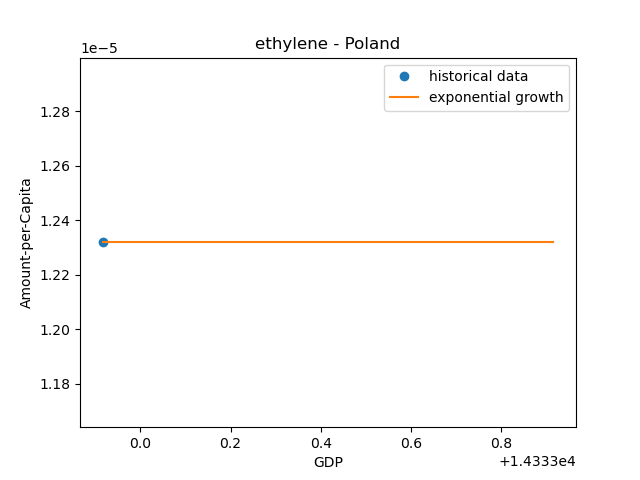 ethylene - Poland
1e−5
historical data
exponential growth
1.28
1.26
1.24
1.22
1.20
1.18
Amount-per-Capita
0.0 0.2 0.4 0.6 0.8
GDP
+1.4333e4